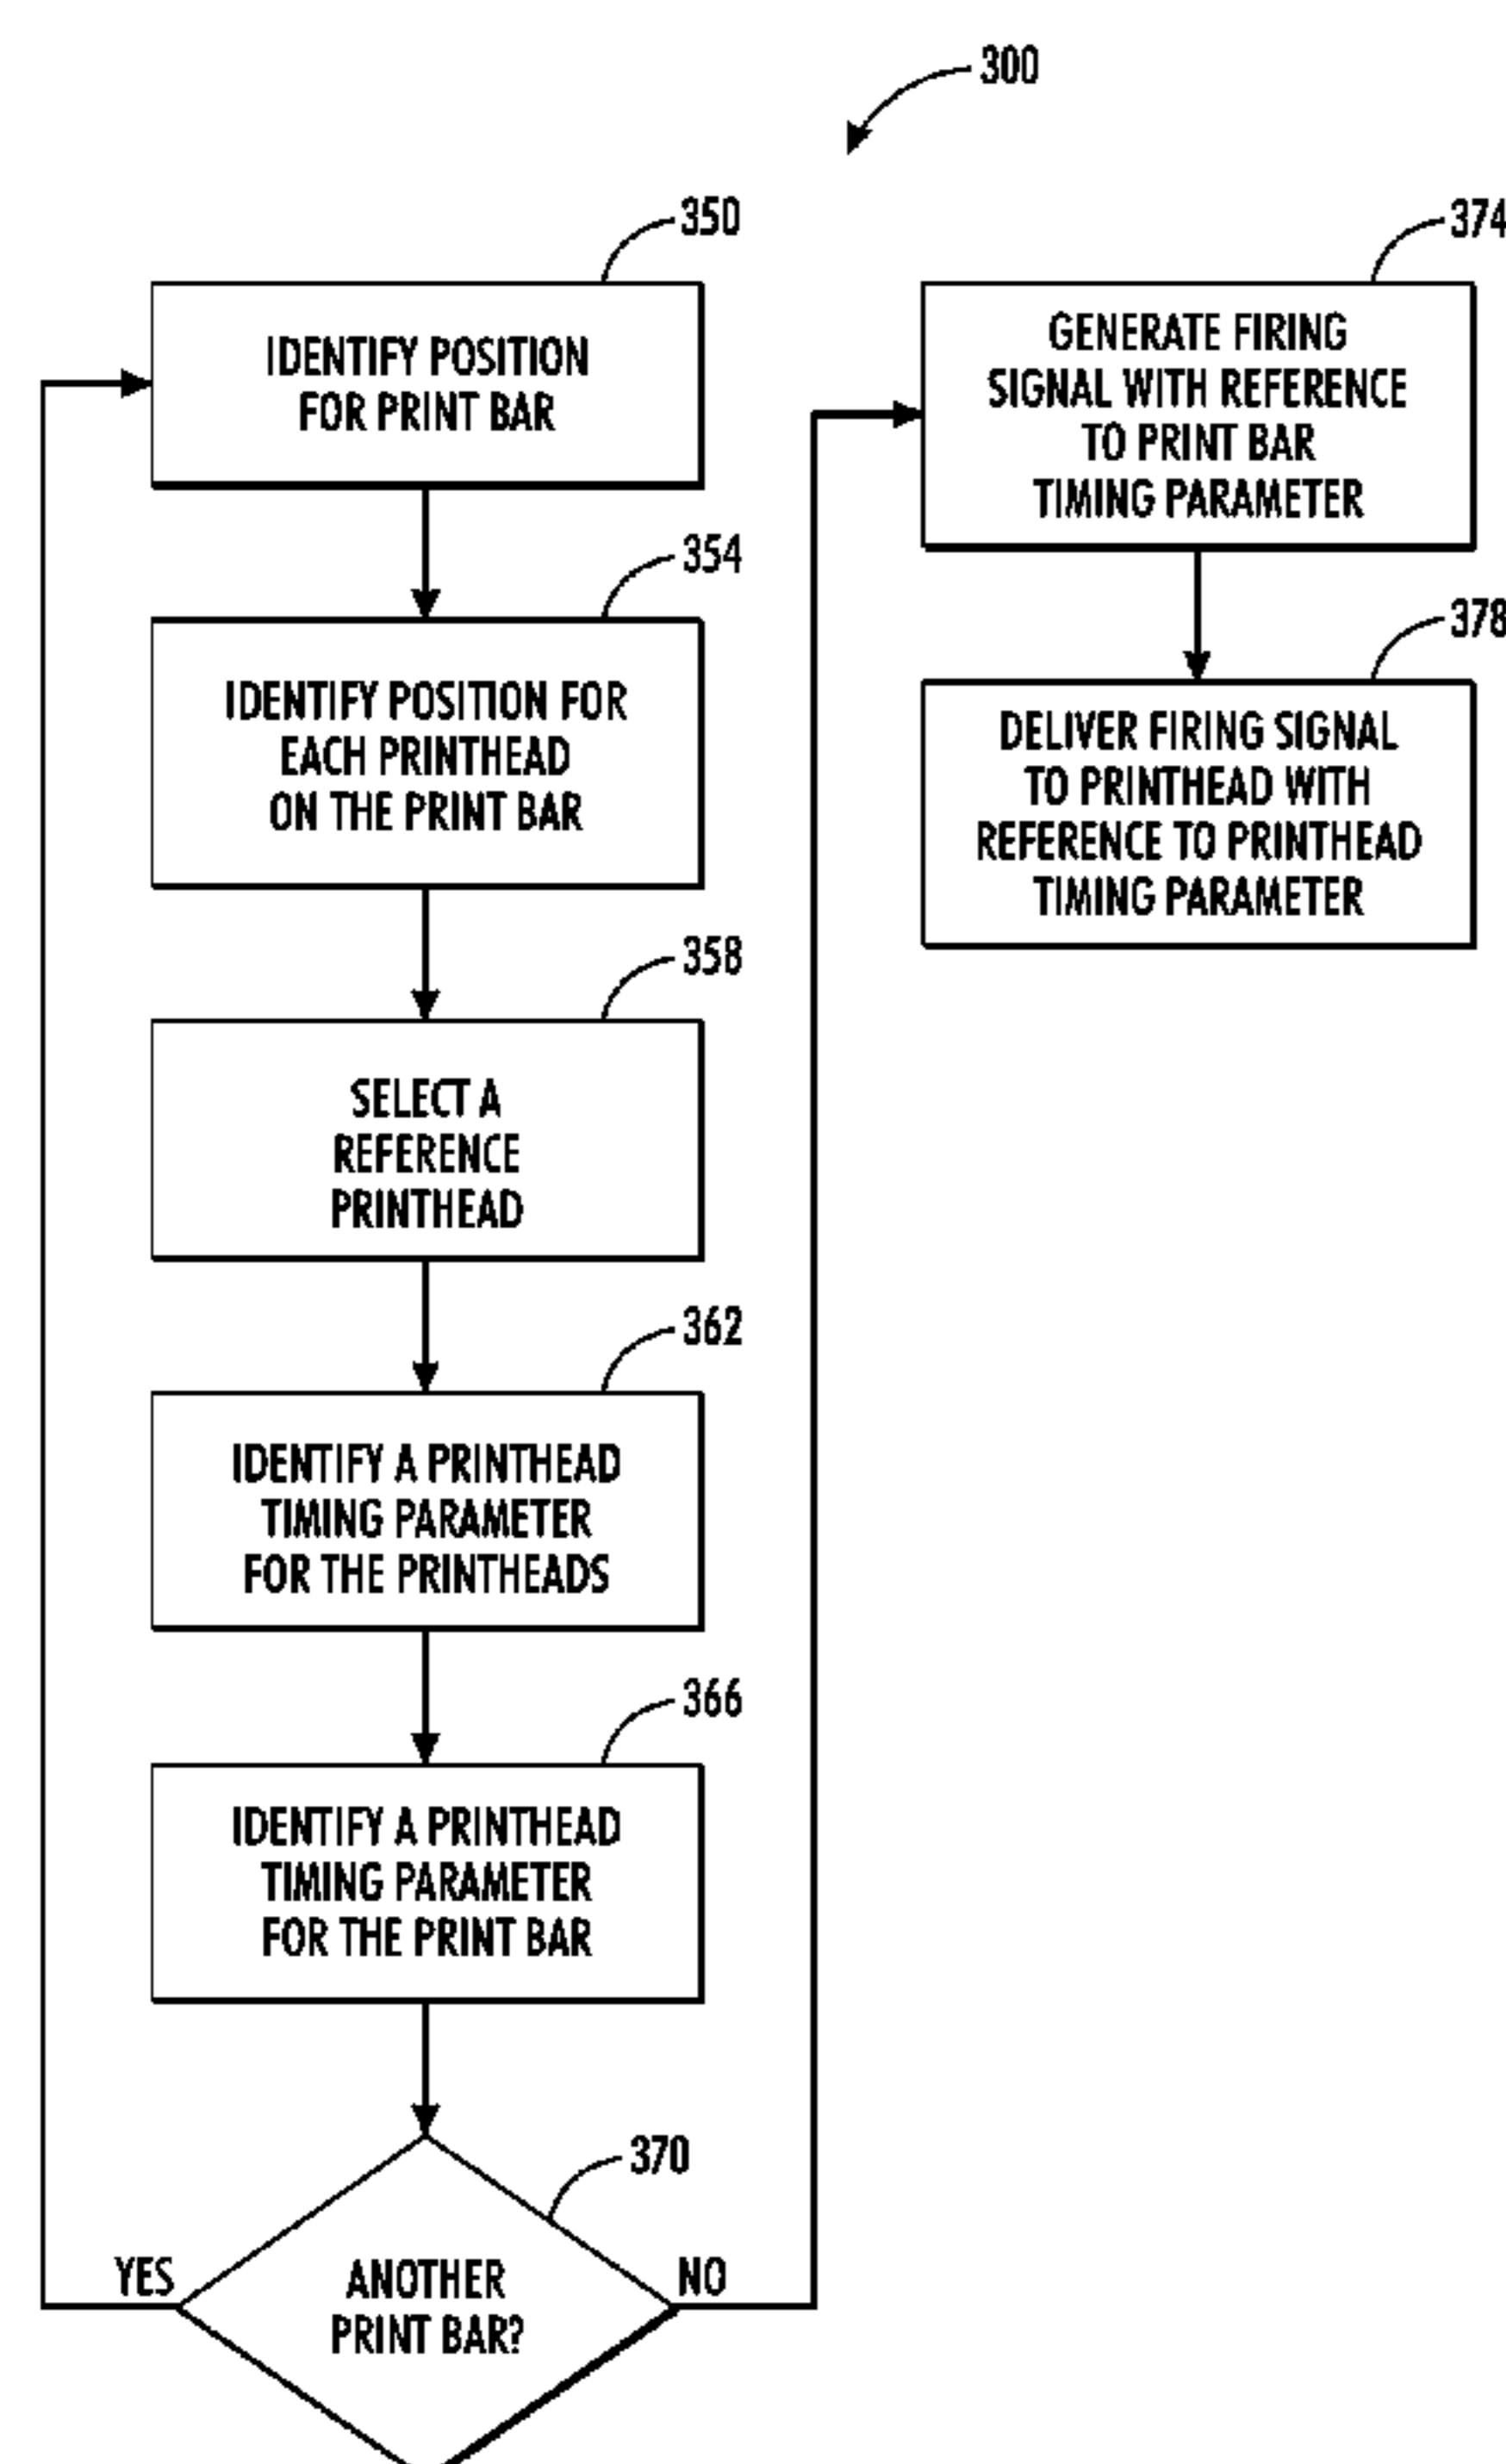 300
350
IDENTIFY POSITION
FOR PRINT BAR
354
IDENTIFY POSITION FOR
EACH PRINTHEAD
ON THE PRINT BAR
358
SELECT A
REFERENCE
PRINTHEAD
362
IDENTIFY A PRINTHEAD
TIMING PARAMETER
FOR THE PRINTHEADS
366
IDENTIFY A PRINTHEAD
TIMING PARAMETER
FOR THE PRINT BAR
370
YES
ANOTHER
PRINT BAR?
NO
374
GENERATE FIRING
SIGNAL WITH REFERENCE
TO PRINT BAR
TIMING PARAMETER
378
DELIVER FIRING SIGNAL
TO PRINTHEAD WITH
REFERENCE TO PRINTHEAD
TIMING PARAMETER